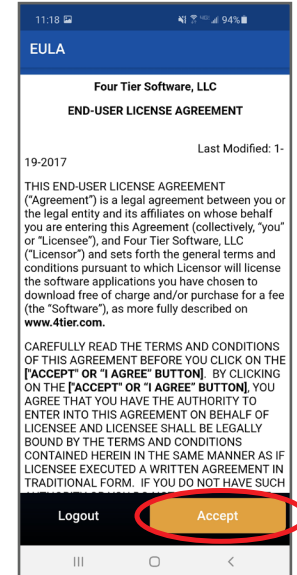 11:18 94%
EULA
Four Tier Software, LLC
END-USER LICENSE AGREEMENT
Last Modified: 1-
19-2017
THIS END-USER LICENSE AGREEMENT
(“Agreement”) is a legal agreement between you or
the legal entity and its affiliates on whose behalf
you are entering this Agreement (collectively, “you”
or “Licensee”), and Four Tier Software, LLC
(“Licensor”) and sets forth the general terms and
conditions pursuant to which Licensor will license
the software applications you have chosen to
download free of charge and/or purchase for a fee
(the “Software”), as more fully described on
www.4tier.com.
CAREFULLY READ THE TERMS AND CONDITIONS
OF THIS AGREEMENT BEFORE YOU CLICK ON THE
["ACCEPT" OR “I AGREE” BUTTON]. BY CLICKING
ON THE ["ACCEPT" OR “I AGREE” BUTTON], YOU
AGREE THAT YOU HAVE THE AUTHORITY TO
ENTER INTO THIS AGREEMENT ON BEHALF OF
LICENSEE AND LICENSEE SHALL BE LEGALLY
BOUND BY THE TERMS AND CONDITIONS
CONTAINED HEREIN IN THE SAME MANNER AS IF
LICENSEE EXECUTED A WRITTEN AGREEMENT IN
TRADITIONAL FORM. IF YOU DO NOT HAVE SUCH
Logout Accept